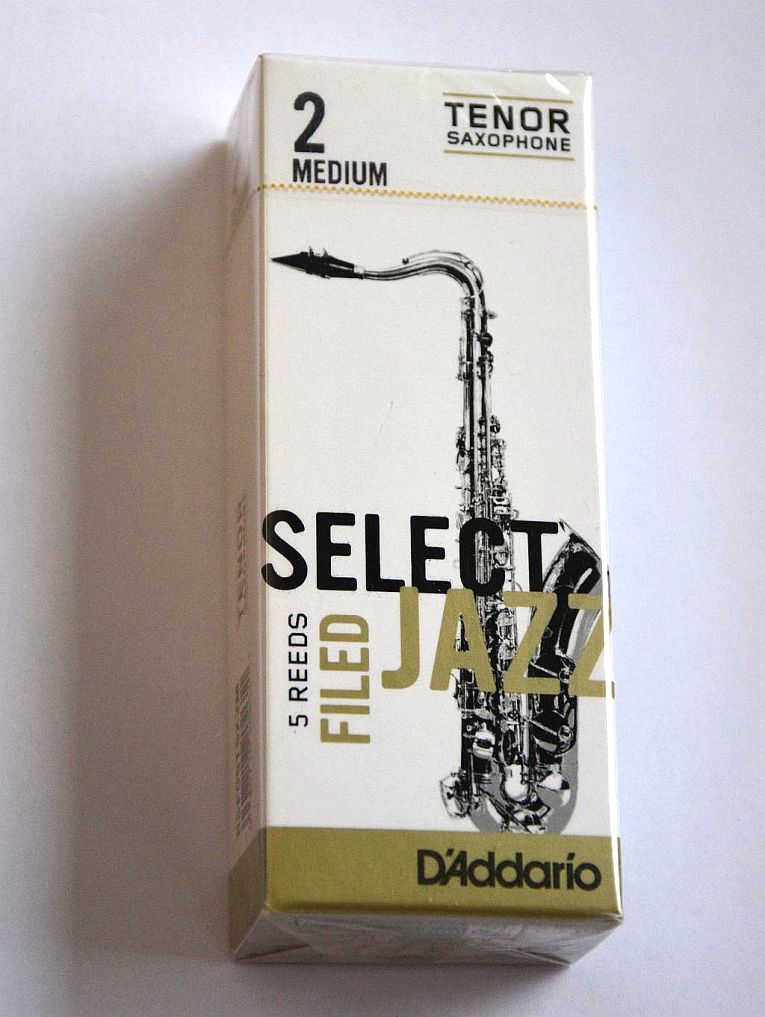 2
MEDIUM
TENOR
SAXOPHONE
SELECT
JAZZ
FILED
5 REEDS
D'Addario